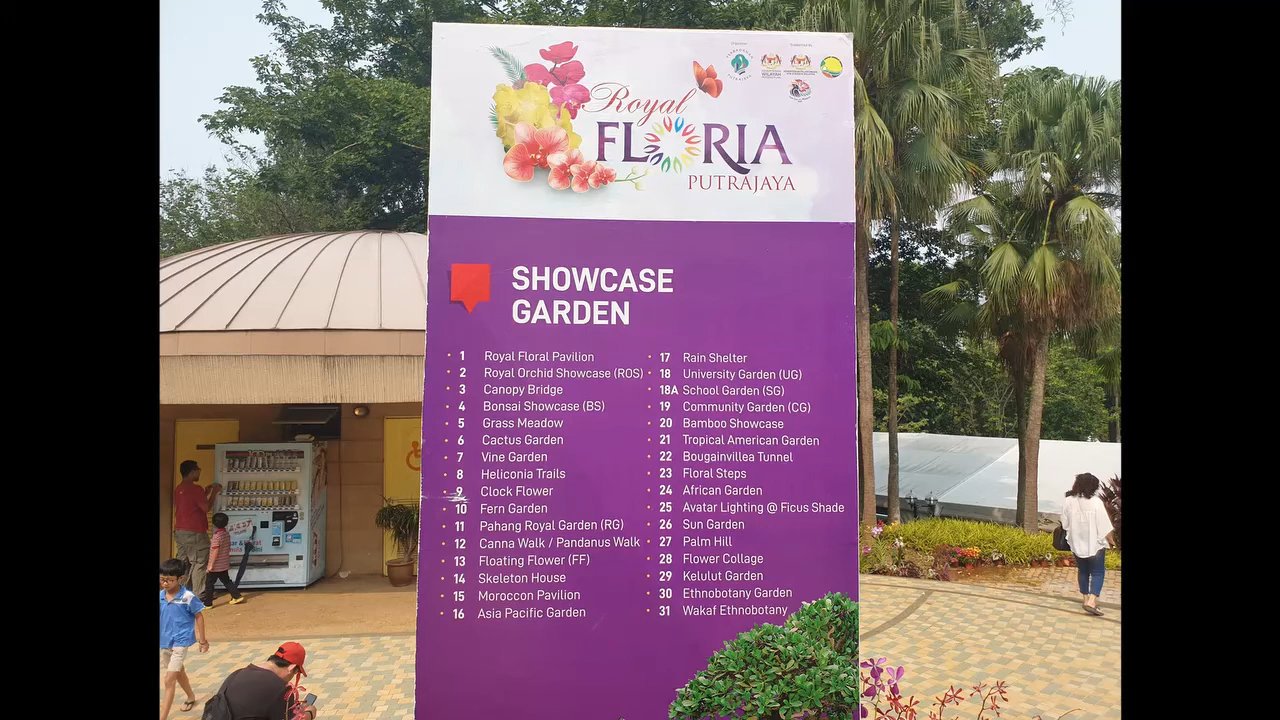 Royal
FLORIA
PUTRAJAYA
SHOWCASE
GARDEN
1 Royal Floral Pavilion
2 Royal Orchid Showcase (ROS)
3 Canopy Bridge
4 Bonsai Showcase (BS)
5 Grass Meadow
6 Cactus Garden
7 Vine Garden
8 Heliconia Trails
9 Clock Flower
10 Fern Garden
11 Pahang Royal Garden (RG)
12 Canna Walk / Pandanus Walk
13 Floating Flower (FF)
14 Skeleton House
15 Moroccon Pavilion
16 Asia Pacific Garden
17 Rain Shelter
18 University Garden (UG)
18A School Garden (SG)
19 Community Garden (CG)
20 Bamboo Showcase
21 Tropical American Garden
22 Bougainvillea Tunnel
23 Floral Steps
24 African Garden
25 Avatar Lighting @ Ficus Shade
26 Sun Garden
27 Palm Hill
28 Flower Collage
29 Kelulut Garden
30 Ethnobotany Garden
31 Wakaf Ethnobotany